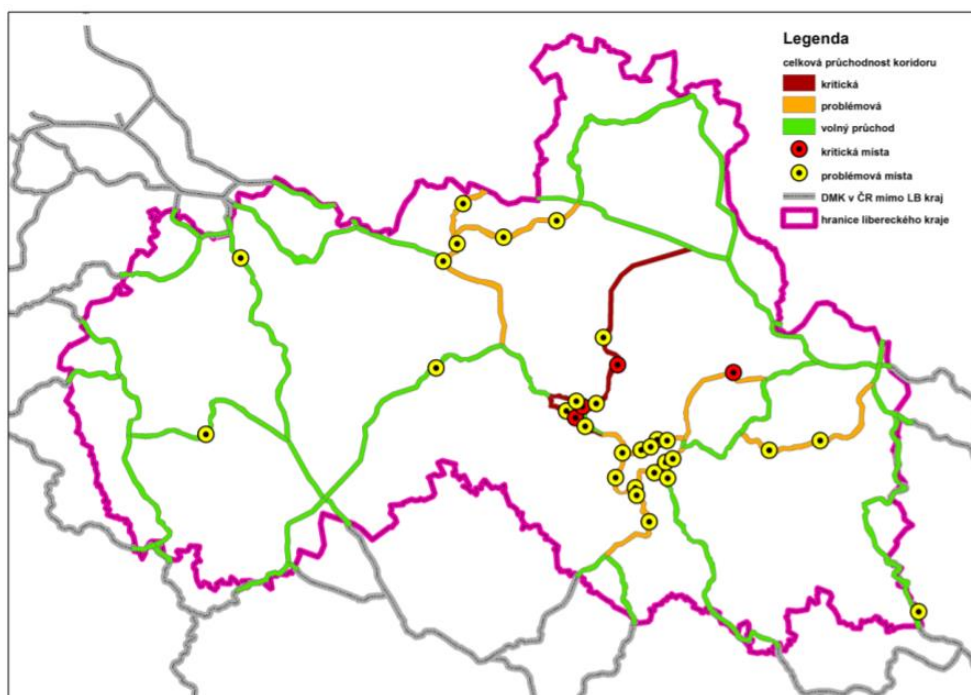 Legenda
celková průchodnost koridoru
kritická
problémová
volný průchod
kritická místa
problémová místa
DMK v ČR mimo LB kraj
hranice libereckého kraje